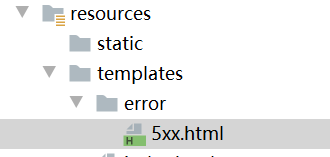 resources
static
templates
error
5xx.html